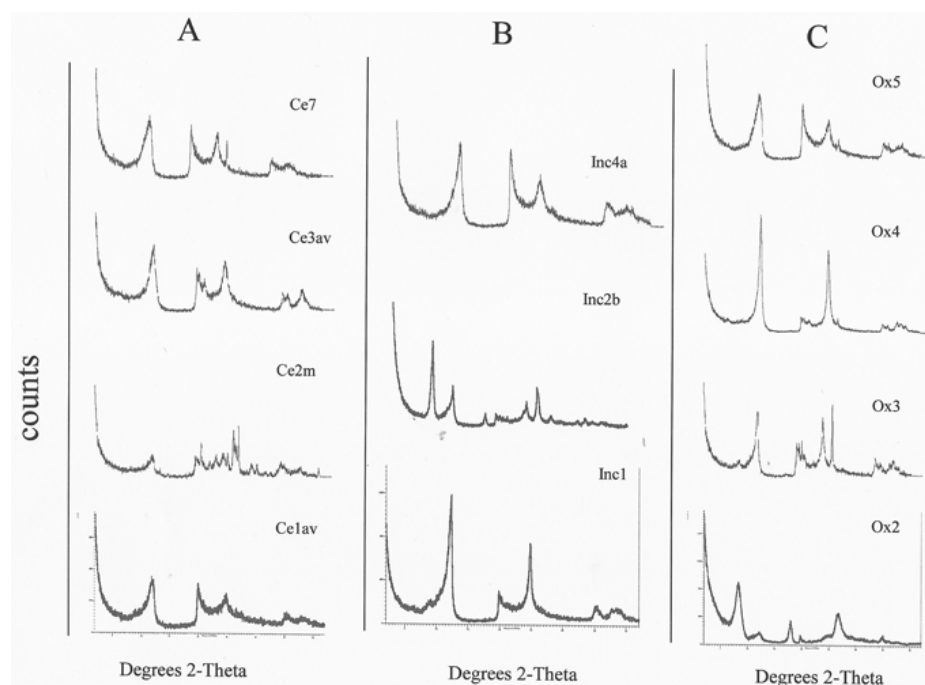 A
B
C
Ce7
Ce3av
Ce2m
Ce1av
Inc4a
Inc2b
Inc1
Ox5
Ox4
Ox3
Ox2
counts
Degrees 2-Theta
Degrees 2-Theta
Degrees 2-Theta